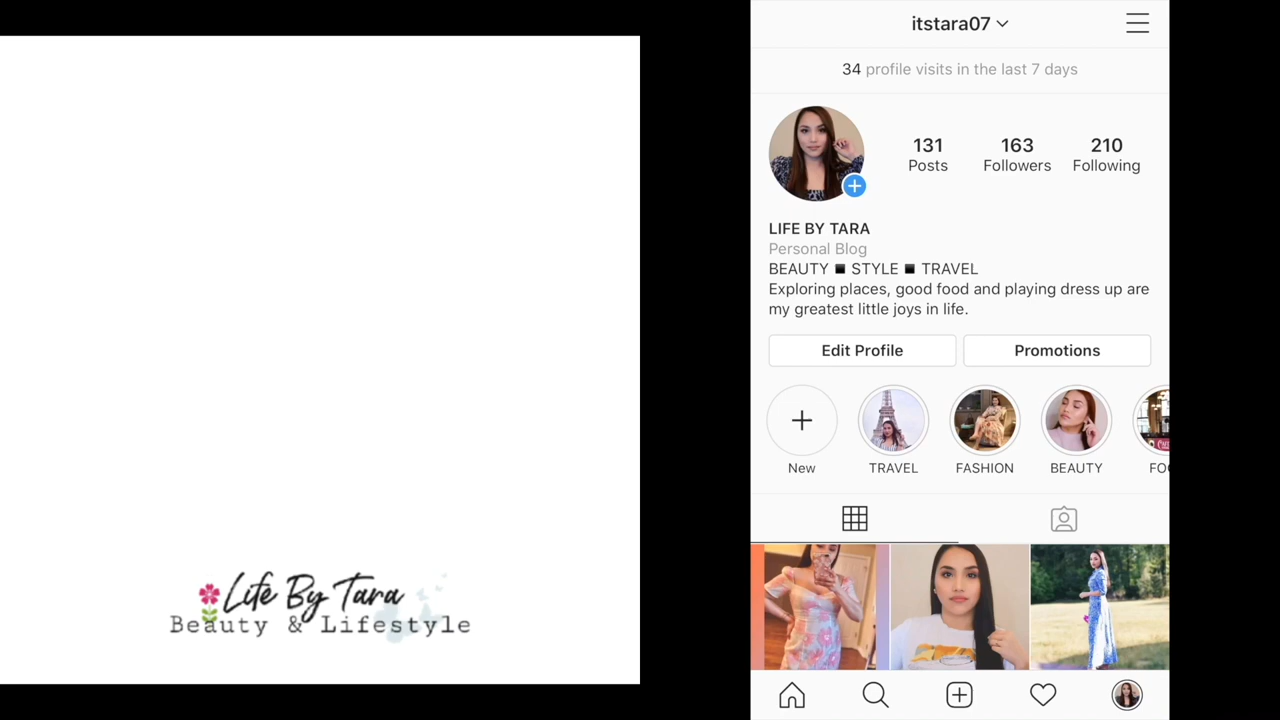 Life By Tara
Beauty & Lifestyle
itstara07
34 profile visits in the last 7 days
131
Posts
163
Followers
210
Following
LIFE BY TARA
Personal Blog
BEAUTY ◾ STYLE ◾ TRAVEL
Exploring places, good food and playing dress up are
my greatest little joys in life.
Edit Profile
Promotions
New
TRAVEL
FASHION
BEAUTY
FOO